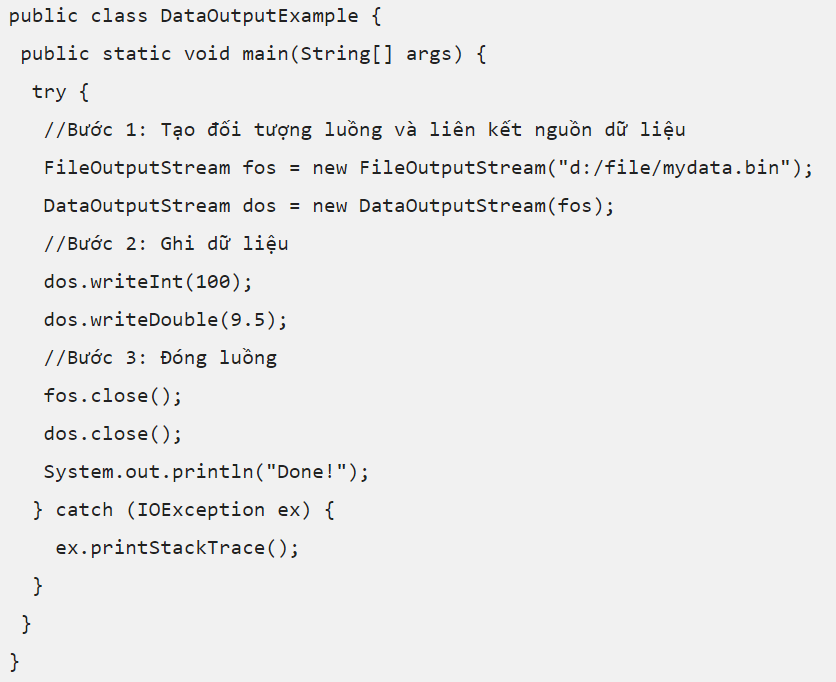 public class DataOutputExample {
public static void main(String[] args) {
try {
//Bước 1: Tạo đối tượng luồng và liên kết nguồn dữ liệu
FileOutputStream fos = new FileOutputStream("d:/file/mydata.bin");
DataOutputStream dos = new DataOutputStream(fos);
//Bước 2: Ghi dữ liệu
dos.writeInt(100);
dos.writeDouble(9.5);
//Bước 3: Đóng luồng
fos.close();
dos.close();
System.out.println("Done!");
} catch (IOException ex) {
ex.printStackTrace();
}
}
}